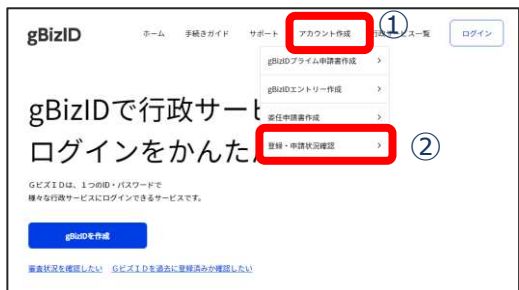 gBizID ホーム 手続きガイド サポート アカウント作成 行政サービス一覧 ログイン
①
gBizIDプライム申請書作成 >
gBizIDエントリー作成 >
委任申請書作成 >
登録・申請状況確認 >
②
gBizIDで行政サー
ログインをかんた
GビズIDは、1つのID・パスワードで
様々な行政サービスにログインできるサービスです。
gBizIDを作成
審査状況を確認したい GビズIDを過去に登録済みか確認したい